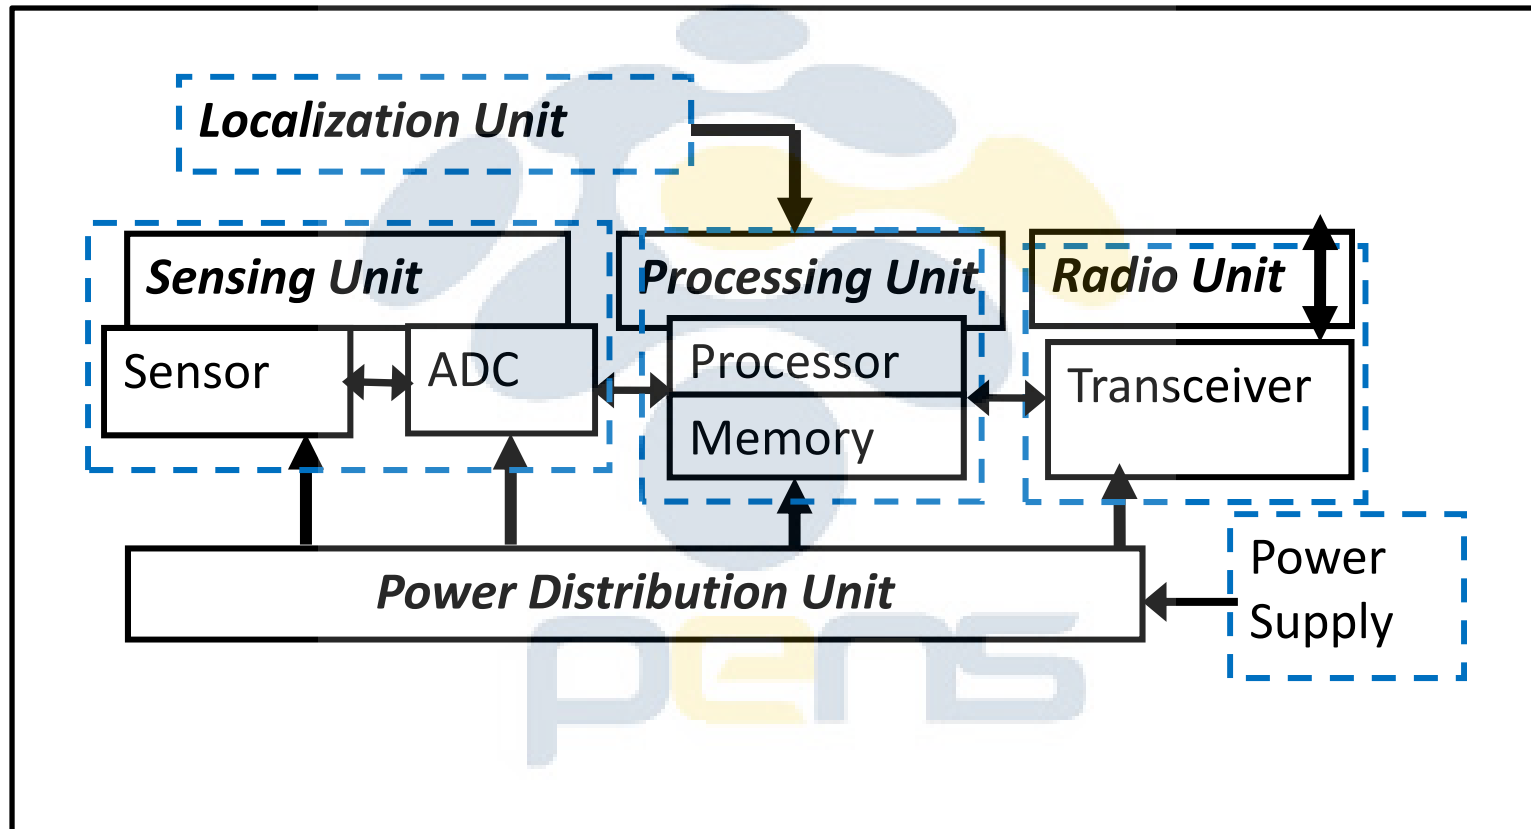 Localization Unit
Sensing Unit
Processing Unit
Radio Unit
Sensor
ADC
Processor
Memory
Transceiver
Power Distribution Unit
Power
Supply
pens